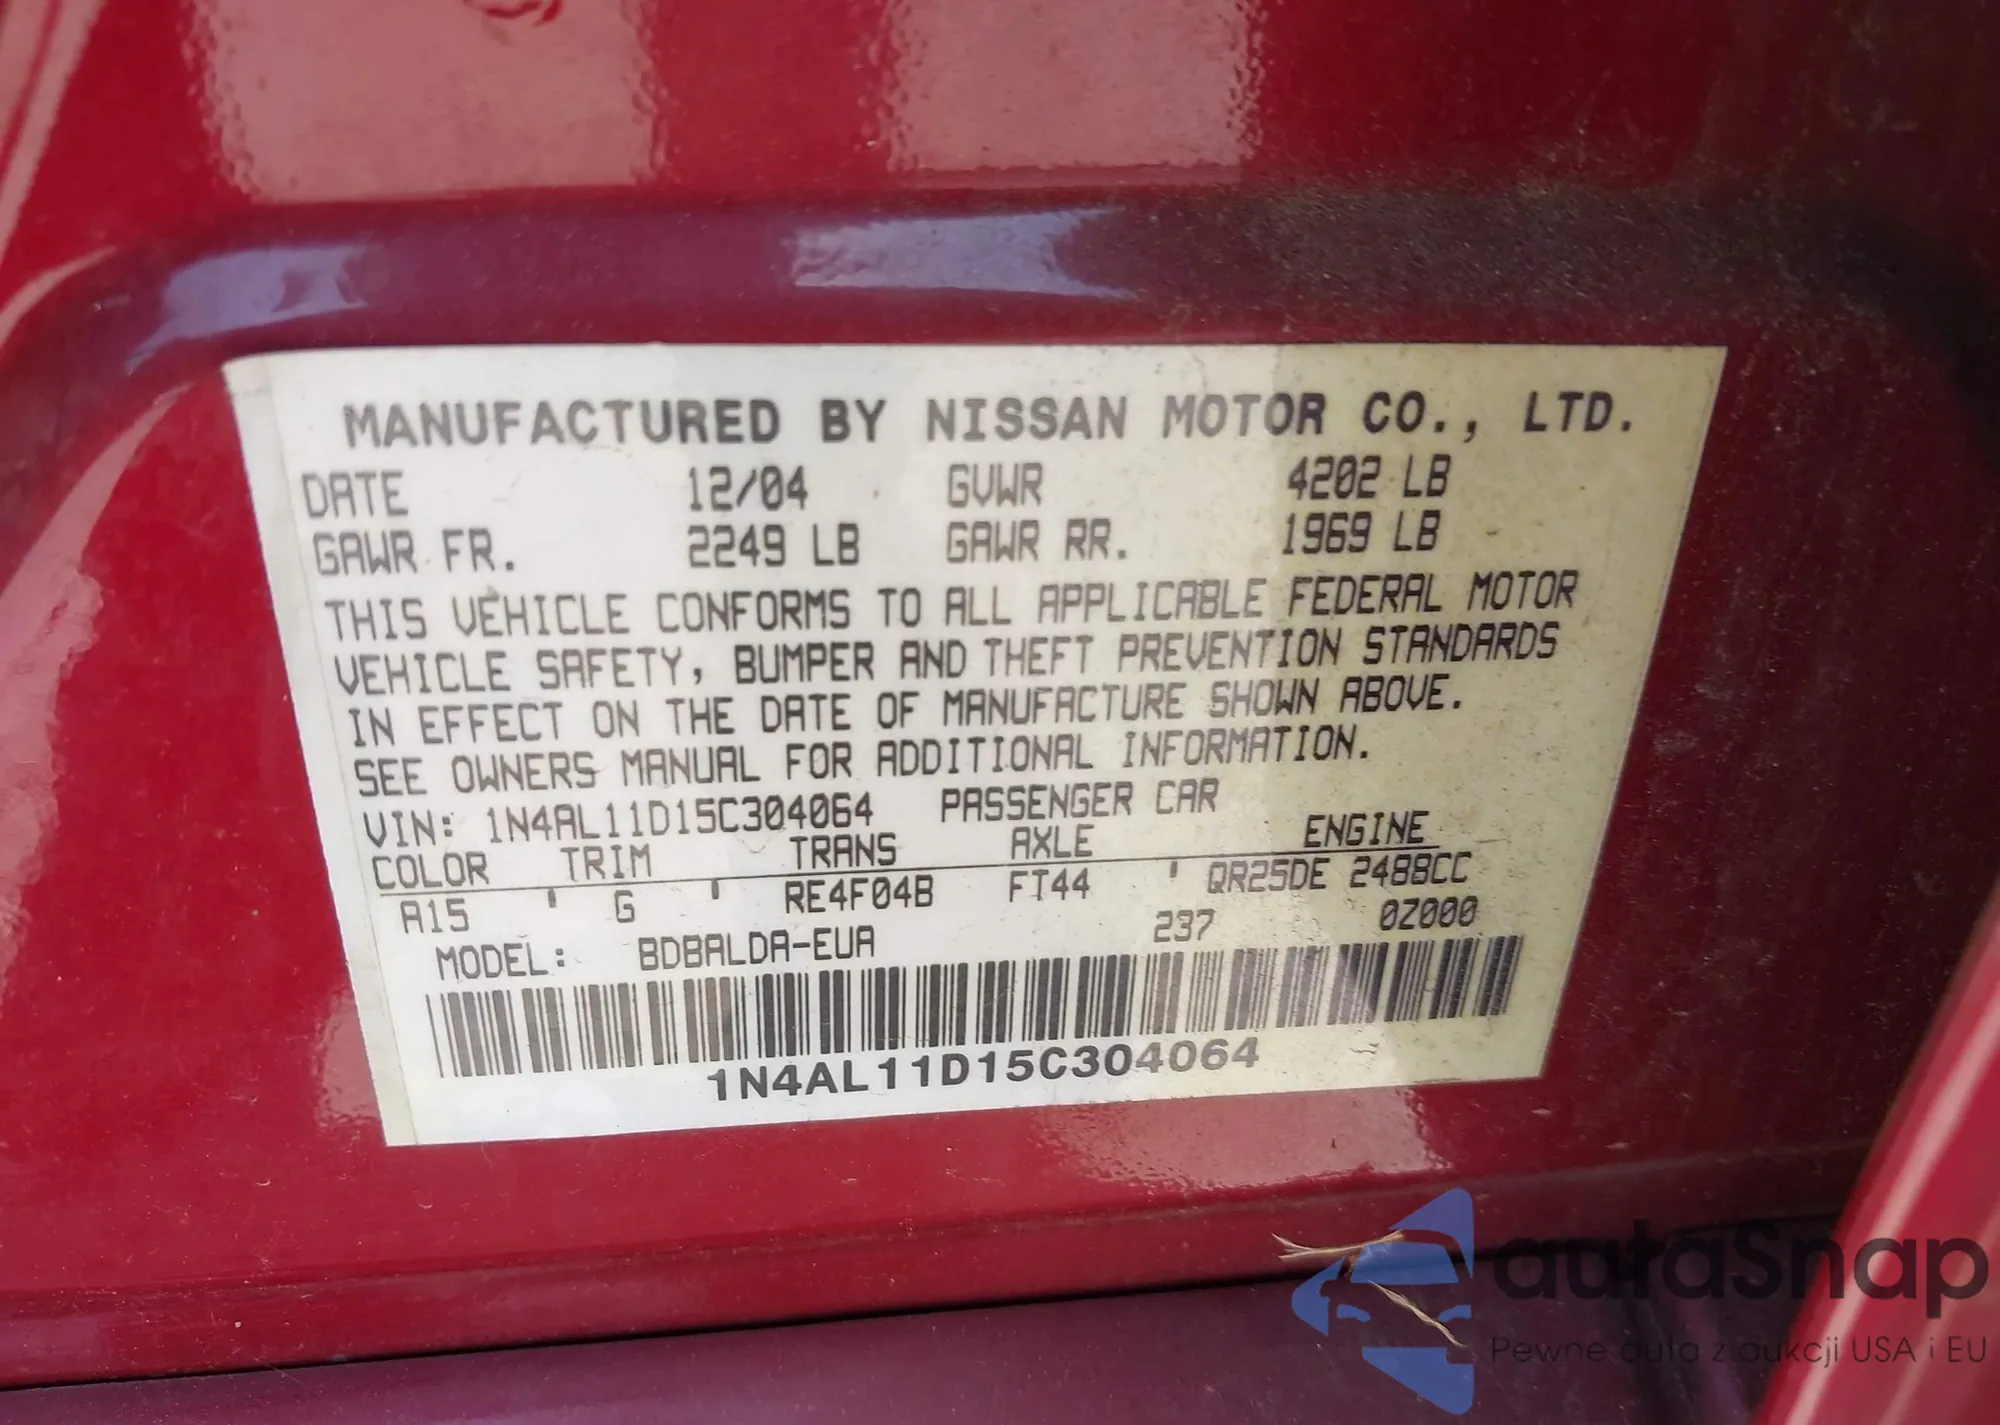 MANUFACTURED BY NISSAN MOTOR CO., LTD.
DATE 12/04 GVWR 4202 LB
GAWR FR. 2249 LB GAWR RR. 1969 LB
THIS VEHICLE CONFORMS TO ALL APPLICABLE FEDERAL MOTOR
VEHICLE SAFETY, BUMPER AND THEFT PREVENTION STANDARDS
IN EFFECT ON THE DATE OF MANUFACTURE SHOWN ABOVE.
SEE OWNERS MANUAL FOR ADDITIONAL INFORMATION.
VIN: 1N4AL11D15C304064 PASSENGER CAR
COLOR TRIM TRANS AXLE ENGINE
A15 ' G ' RE4F04B FT44 ' QR25DE 2488CC
MODEL: BDBALDA-EUA 237 0Z000
1N4AL11D15C304064
autaSnap
Pewne auta z aukcji USA i EU